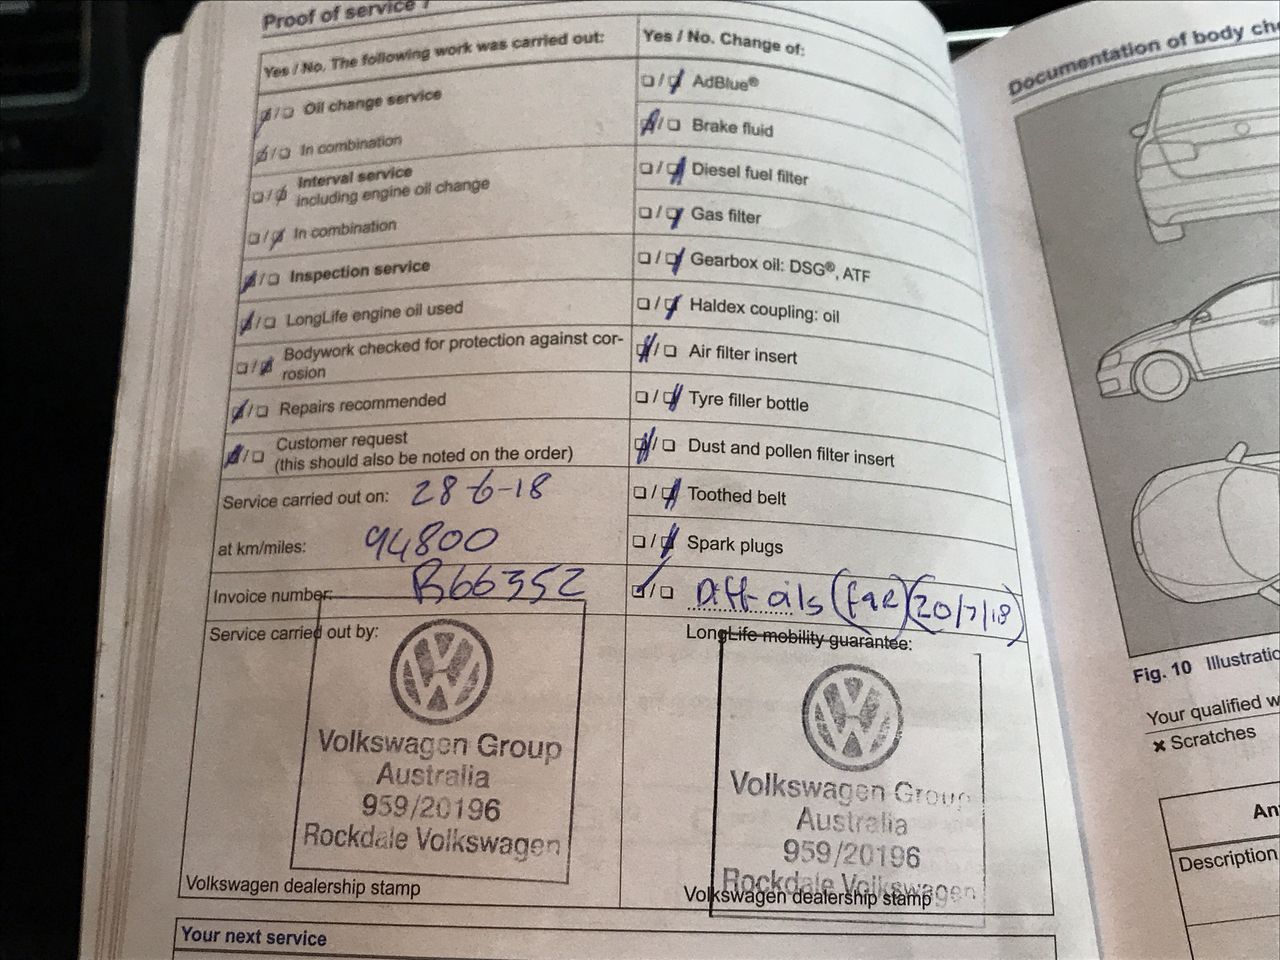 Proof of service
Yes / No. The following work was carried out:
❏/❏ Oil change service
❏/❏ In combination
❏/❏ Interval service
including engine oil change
❏/❏ In combination
❏/❏ Inspection service
❏/❏ LongLife engine oil used
❏/❏ Bodywork checked for protection against cor-
rosion
❏/❏ Repairs recommended
❏/❏ Customer request
(this should also be noted on the order)
Service carried out on: 28-6-18
at km/miles: 94800
Invoice number: B66352
Service carried out by:
Volkswagen Group
Australia
959/20196
Rockdale Volkswagen
Volkswagen dealership stamp
Yes / No. Change of:
❏/❏ AdBlue®
❏/❏ Brake fluid
❏/❏ Diesel fuel filter
❏/❏ Gas filter
❏/❏ Gearbox oil: DSG®, ATF
❏/❏ Haldex coupling: oil
❏/❏ Air filter insert
❏/❏ Tyre filler bottle
❏/❏ Dust and pollen filter insert
❏/❏ Toothed belt
❏/❏ Spark plugs
❏/❏ Diff-oils (F&R) (20/7/18)
LongLife mobility guarantee:
Volkswagen Group
Australia
959/20196
Rockdale Volkswagen
Volkswagen dealership stamp
Your next service
Documentation of body
Fig. 10
Your qualified
✖ Scratches
Description